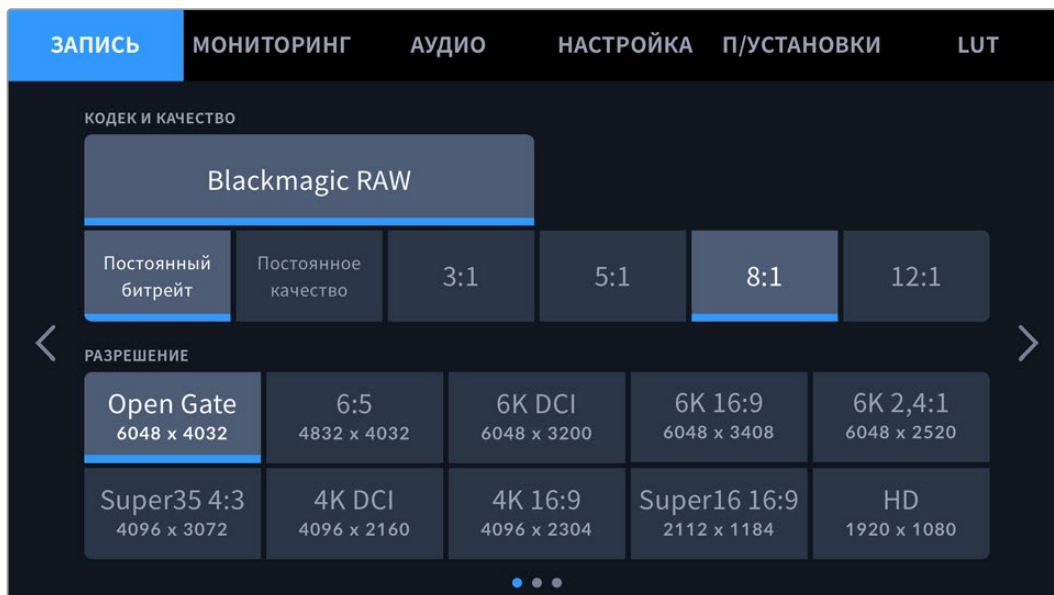 ЗАПИСЬ МОНИТОРИНГ АУДИО НАСТРОЙКА П/УСТАНОВКИ LUT
КОДЕК И КАЧЕСТВО
Blackmagic RAW
Постоянный битрейт
Постоянное качество
3:1
5:1
8:1
12:1
РАЗРЕШЕНИЕ
Open Gate
6048 x 4032
6:5
4832 x 4032
6K DCI
6048 x 3200
6K 16:9
6048 x 3408
6K 2,4:1
6048 x 2520
Super35 4:3
4096 x 3072
4K DCI
4096 x 2160
4K 16:9
4096 x 2304
Super16 16:9
2112 x 1184
HD
1920 x 1080